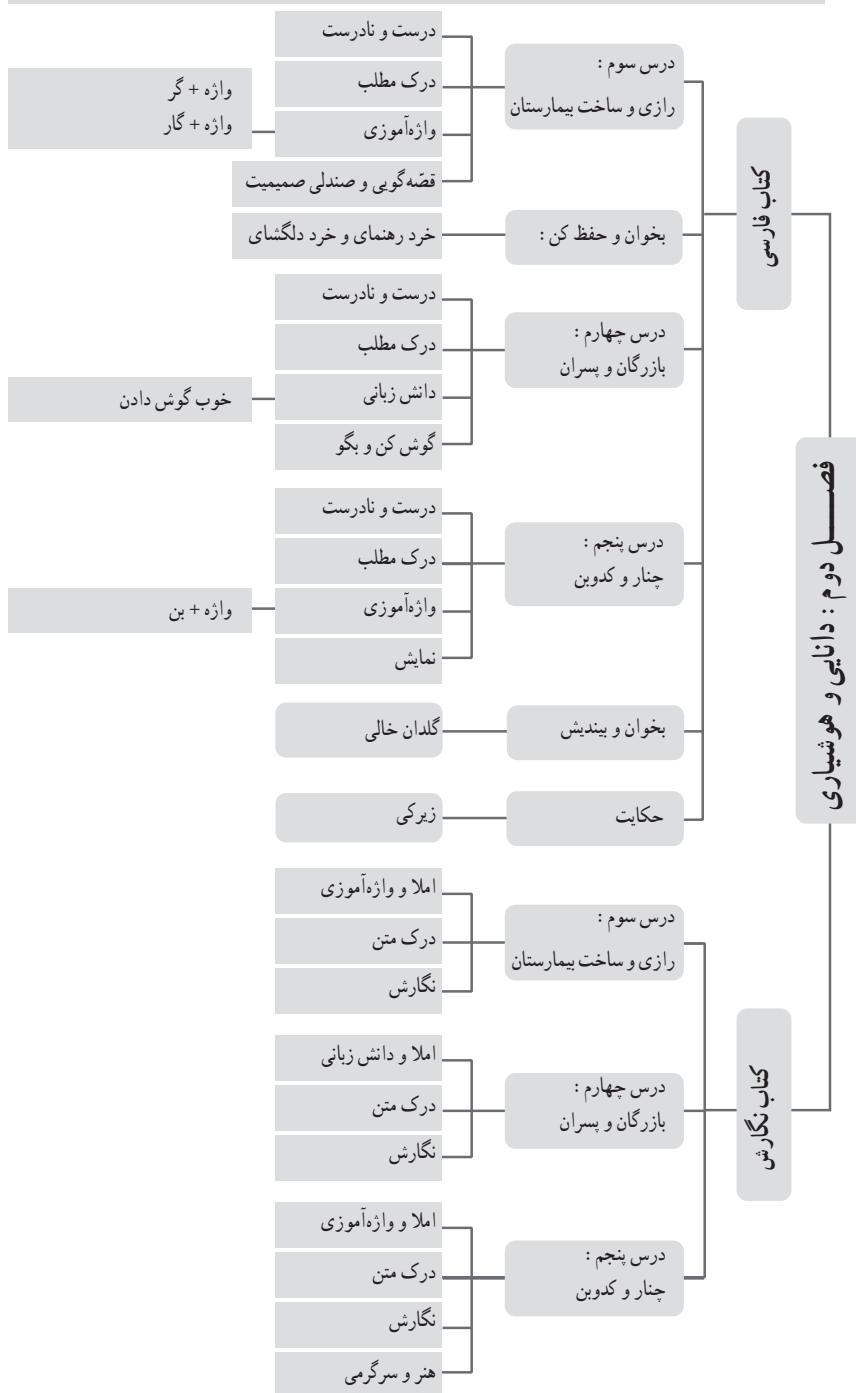 فصل دوم : دانایی و هوشیاری
کتاب فارسی
درس سوم :
رازی و ساخت بیمارستان
درست و نادرست
درک مطلب
واژه‌آموزی
واژه + گر
واژه + گار
قصّه‌گویی و صندلی صمیمیت
بخوان و حفظ کن :
خرد رهنمای و خرد دلگشای
درس چهارم :
بازرگان و پسران
درست و نادرست
درک مطلب
دانش زبانی
خوب گوش دادن
گوش کن و بگو
درس پنجم :
چنار و کدوبن
درست و نادرست
درک مطلب
واژه‌آموزی
واژه + بن
نمایش
بخوان و بیندیش
گلدان خالی
حکایت
زیرکی
کتاب نگارش
درس سوم :
رازی و ساخت بیمارستان
املا و واژه‌آموزی
درک متن
نگارش
درس چهارم :
بازرگان و پسران
املا و دانش زبانی
درک متن
نگارش
درس پنجم :
چنار و کدوبن
املا و واژه‌آموزی
درک متن
نگارش
هنر و سرگرمی